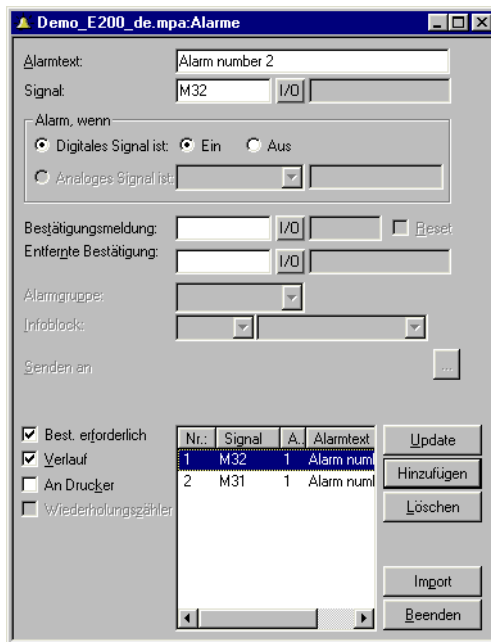 Demo_E200_de.mpa:Alarme
Alarmtext: Alarm number 2
Signal: M32 I/O
Alarm, wenn
Digitales Signal ist: Ein Aus
Analoges Signal ist:
Bestätigungsmeldung: I/O Reset
Entfernte Bestätigung: I/O
Alarmgruppe:
Infoblock:
Senden an ...
Best. erforderlich
Verlauf
An Drucker
Wiederholungszähler
Nr.: Signal A.. Alarmtext
1 M32 1 Alarm numl
2 M31 1 Alarm numl
Update
Hinzufügen
Löschen
Import
Beenden